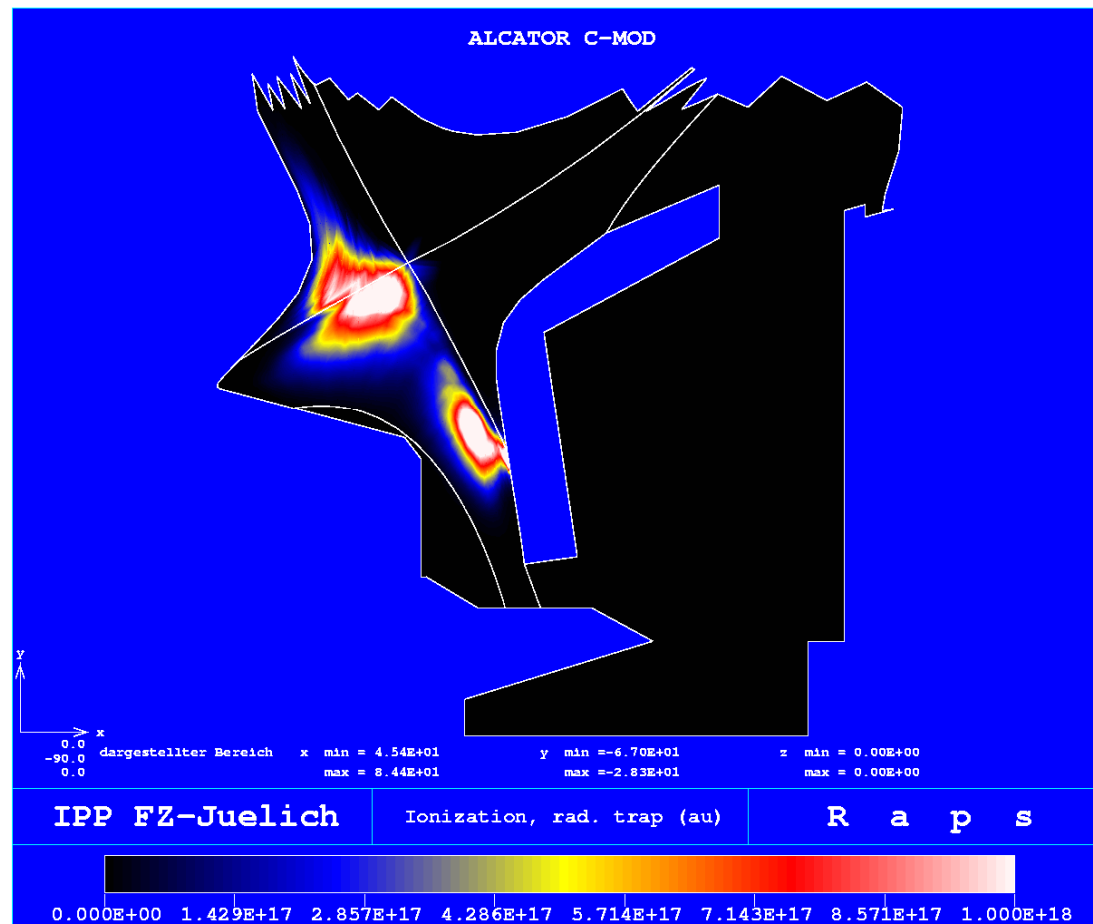 ALCATOR C-MOD
y
x
0.0
-90.0
0.0
dargestellter Bereich x min = 4.54E+01 y min =-6.70E+01 z min = 0.00E+00
max = 8.44E+01 max =-2.83E+01 max = 0.00E+00
IPP FZ-Juelich Ionization, rad. trap (au) R a p s
0.000E+00 1.429E+17 2.857E+17 4.286E+17 5.714E+17 7.143E+17 8.571E+17 1.000E+18